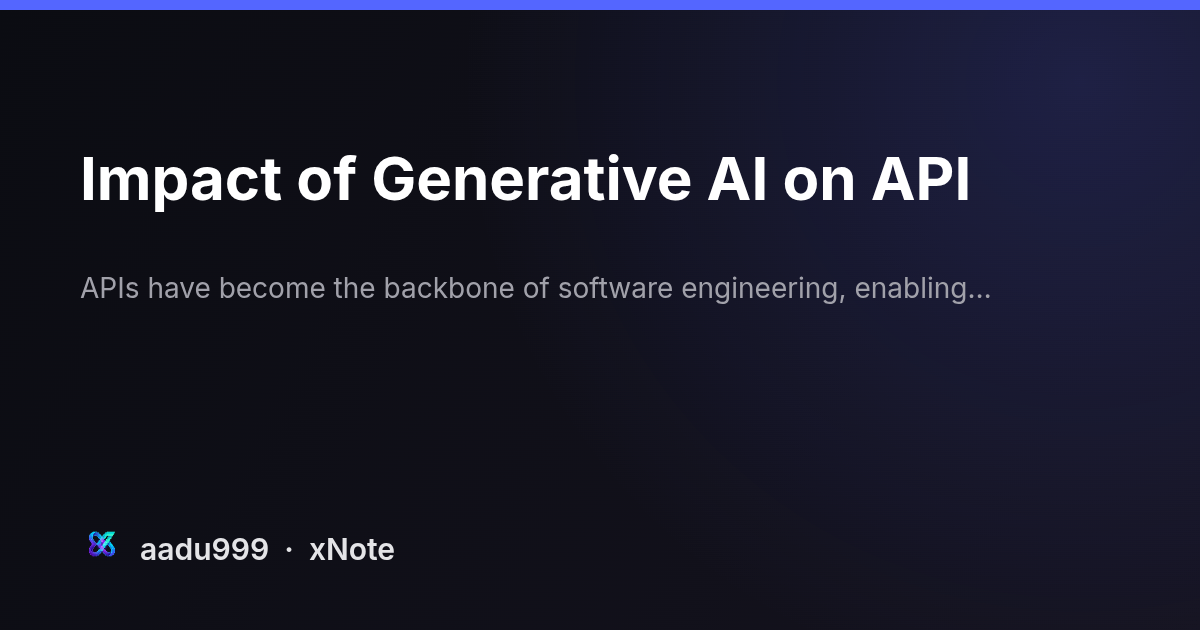 Impact of Generative AI on API
APIs have become the backbone of software engineering, enabling...
aadu999 · xNote